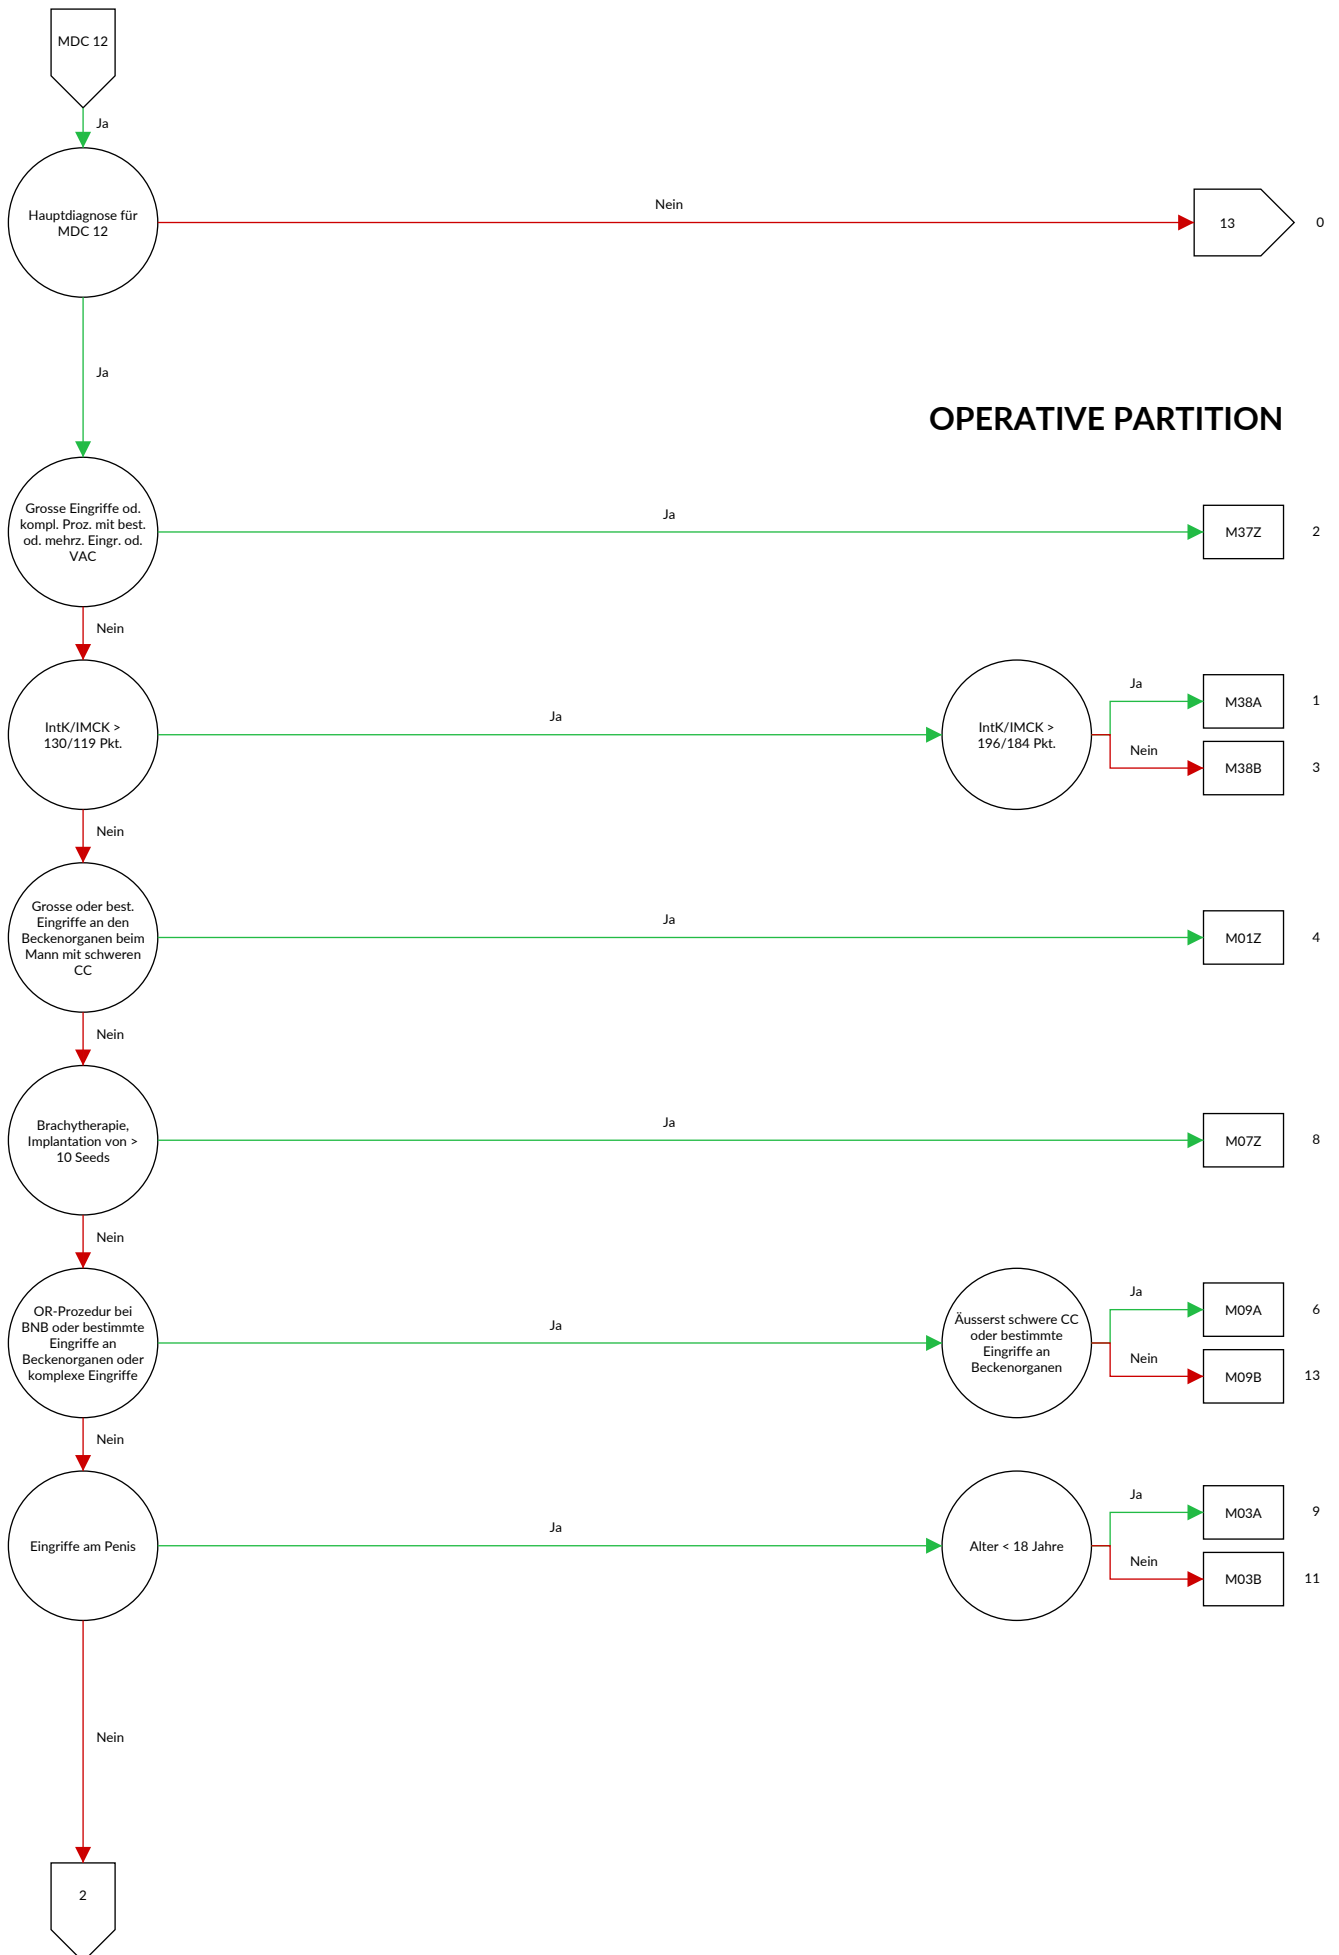 MDC 12
Ja
Hauptdiagnose für
MDC 12
Nein
13
0
Ja
OPERATIVE PARTITION
Grosse Eingriffe od.
kompl. Proz. mit best.
od. mehrz. Eingr. od.
VAC
Ja
M37Z
2
Nein
IntK/IMCK >
130/119 Pkt.
Ja
IntK/IMCK >
196/184 Pkt.
Ja
M38A
1
Nein
M38B
3
Nein
Grosse oder best.
Eingriffe an den
Beckenorganen beim
Mann mit schweren
CC
Ja
M01Z
4
Nein
Brachytherapie,
Implantation von >
10 Seeds
Ja
M07Z
8
Nein
OR-Prozedur bei
BNB oder bestimmte
Eingriffe an
Beckenorganen oder
komplexe Eingriffe
Ja
Äusserst schwere CC
oder bestimmte
Eingriffe an
Beckenorganen
Ja
M09A
6
Nein
M09B
13
Nein
Eingriffe am Penis
Ja
Alter < 18 Jahre
Ja
M03A
9
Nein
M03B
11
Nein
2